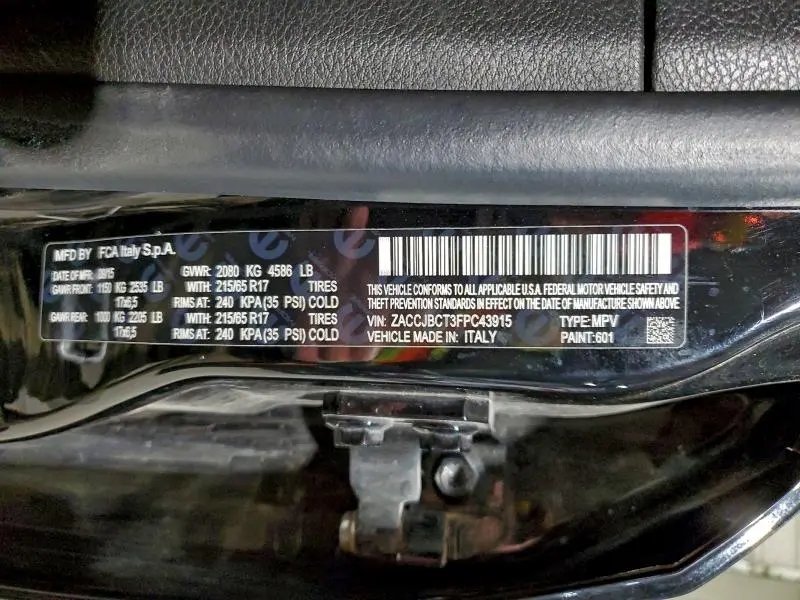 MFD BY FCA Italy S.p.A.
DATE OF MFR: 09/15 GVWR: 2080 KG 4586 LB
GAWR FRONT: 1150 KG 2535 LB WITH: 215/65 R17 TIRES
17x6,5 RIMS AT: 240 KPA (35 PSI) COLD
GAWR REAR: 1000 KG 2205 LB WITH: 215/65 R17 TIRES
17x6,5 RIMS AT: 240 KPA (35 PSI) COLD
THIS VEHICLE CONFORMS TO ALL APPLICABLE U.S.A. FEDERAL MOTOR VEHICLE SAFETY AND
THEFT PREVENTION STANDARDS IN EFFECT ON THE DATE OF MANUFACTURE SHOWN ABOVE
VIN: ZACCJBCT3FPC43915 TYPE: MPV
VEHICLE MADE IN: ITALY PAINT:601